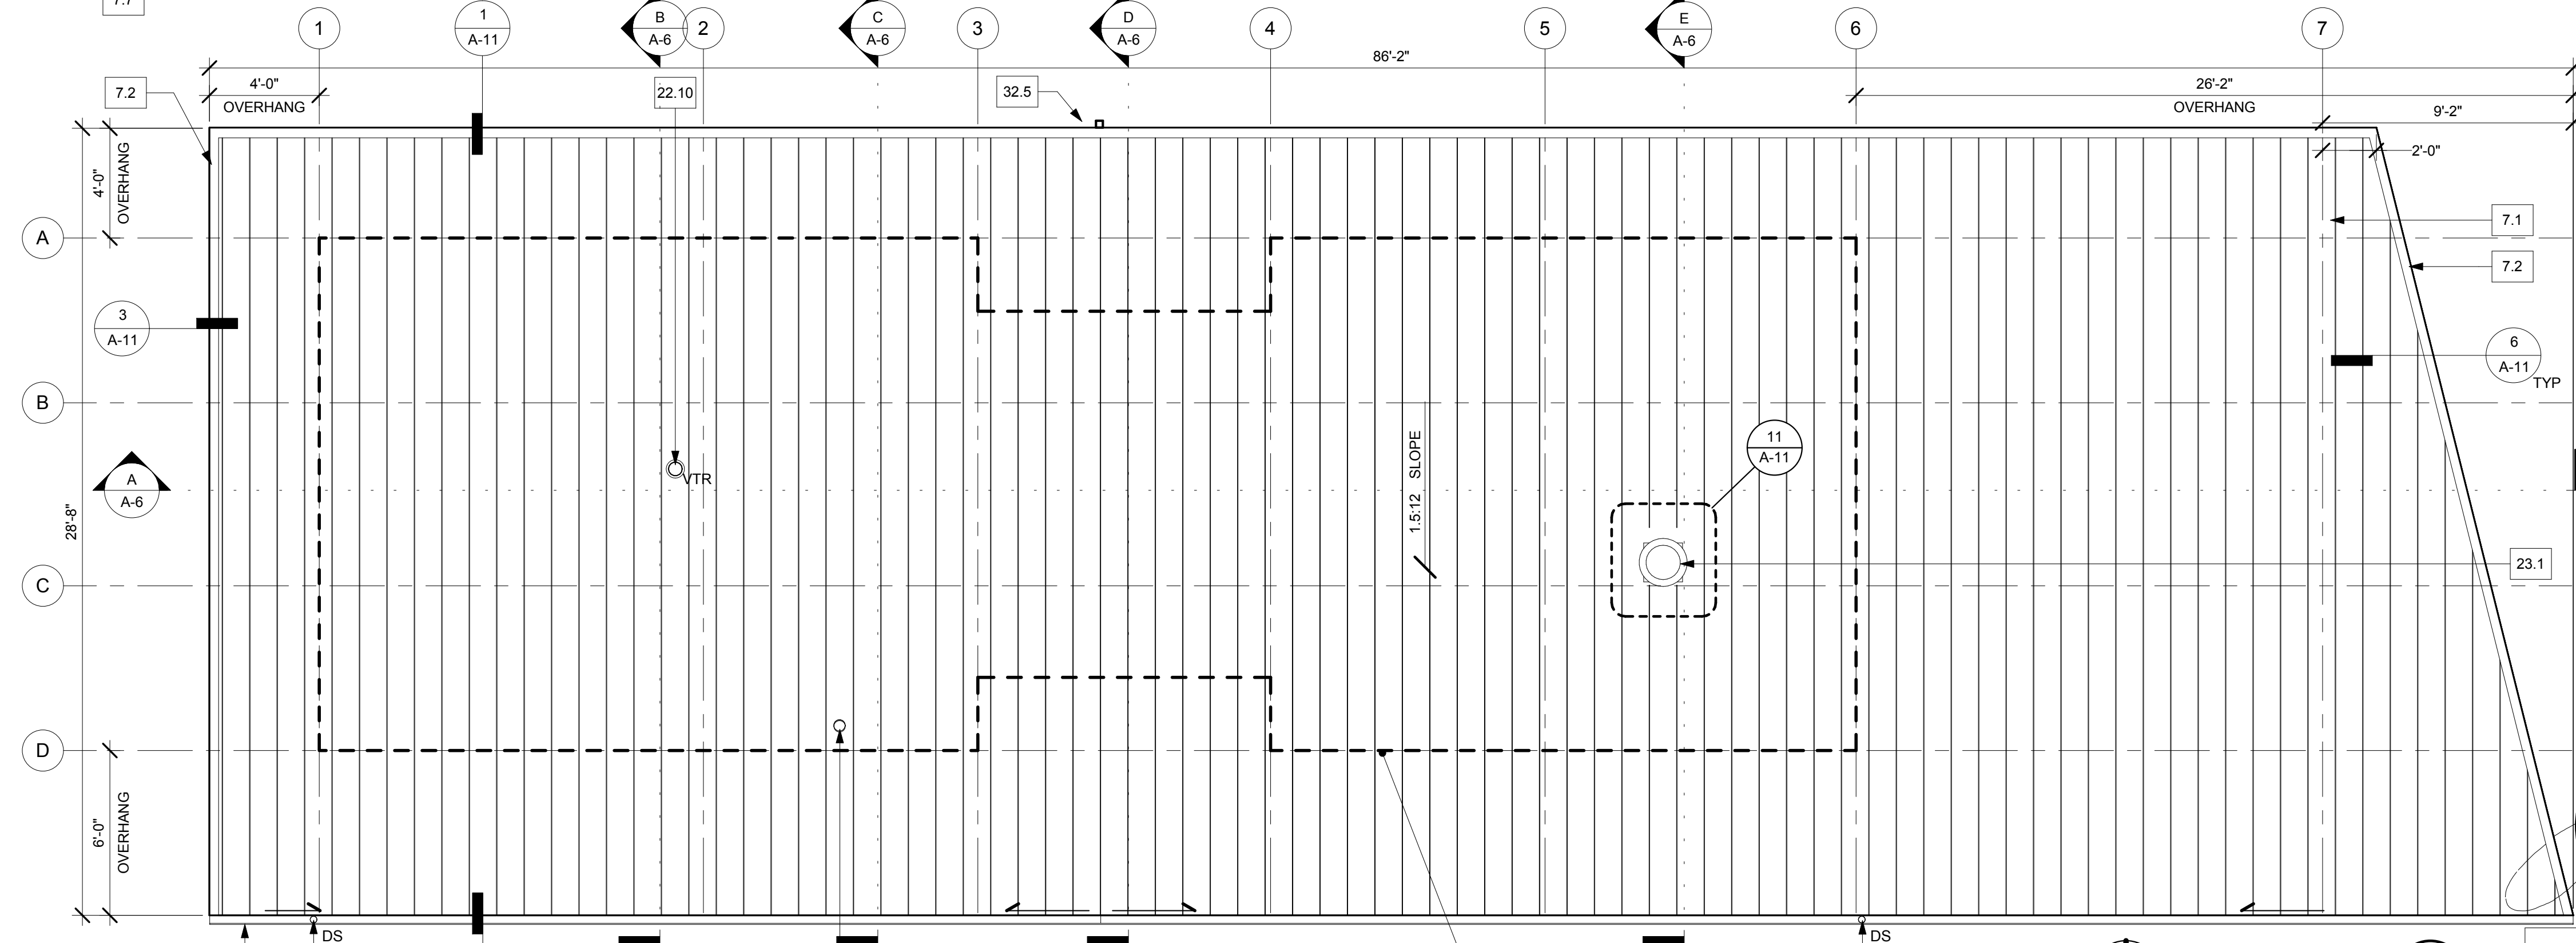 7.7
1
1
A-11
B
A-6
2
C
A-6
3
D
A-6
4
5
E
A-6
6
7
86'-2"
7.2
4'-0"
OVERHANG
22.10
32.5
26'-2"
OVERHANG
9'-2"
2'-0"
4'-0"
OVERHANG
A
7.1
7.2
3
A-11
6
A-11
TYP
B
1.5:12 SLOPE
11
A-11
A
A-6
VTR
28'-8"
C
23.1
D
6'-0"
OVERHANG
DS
DS